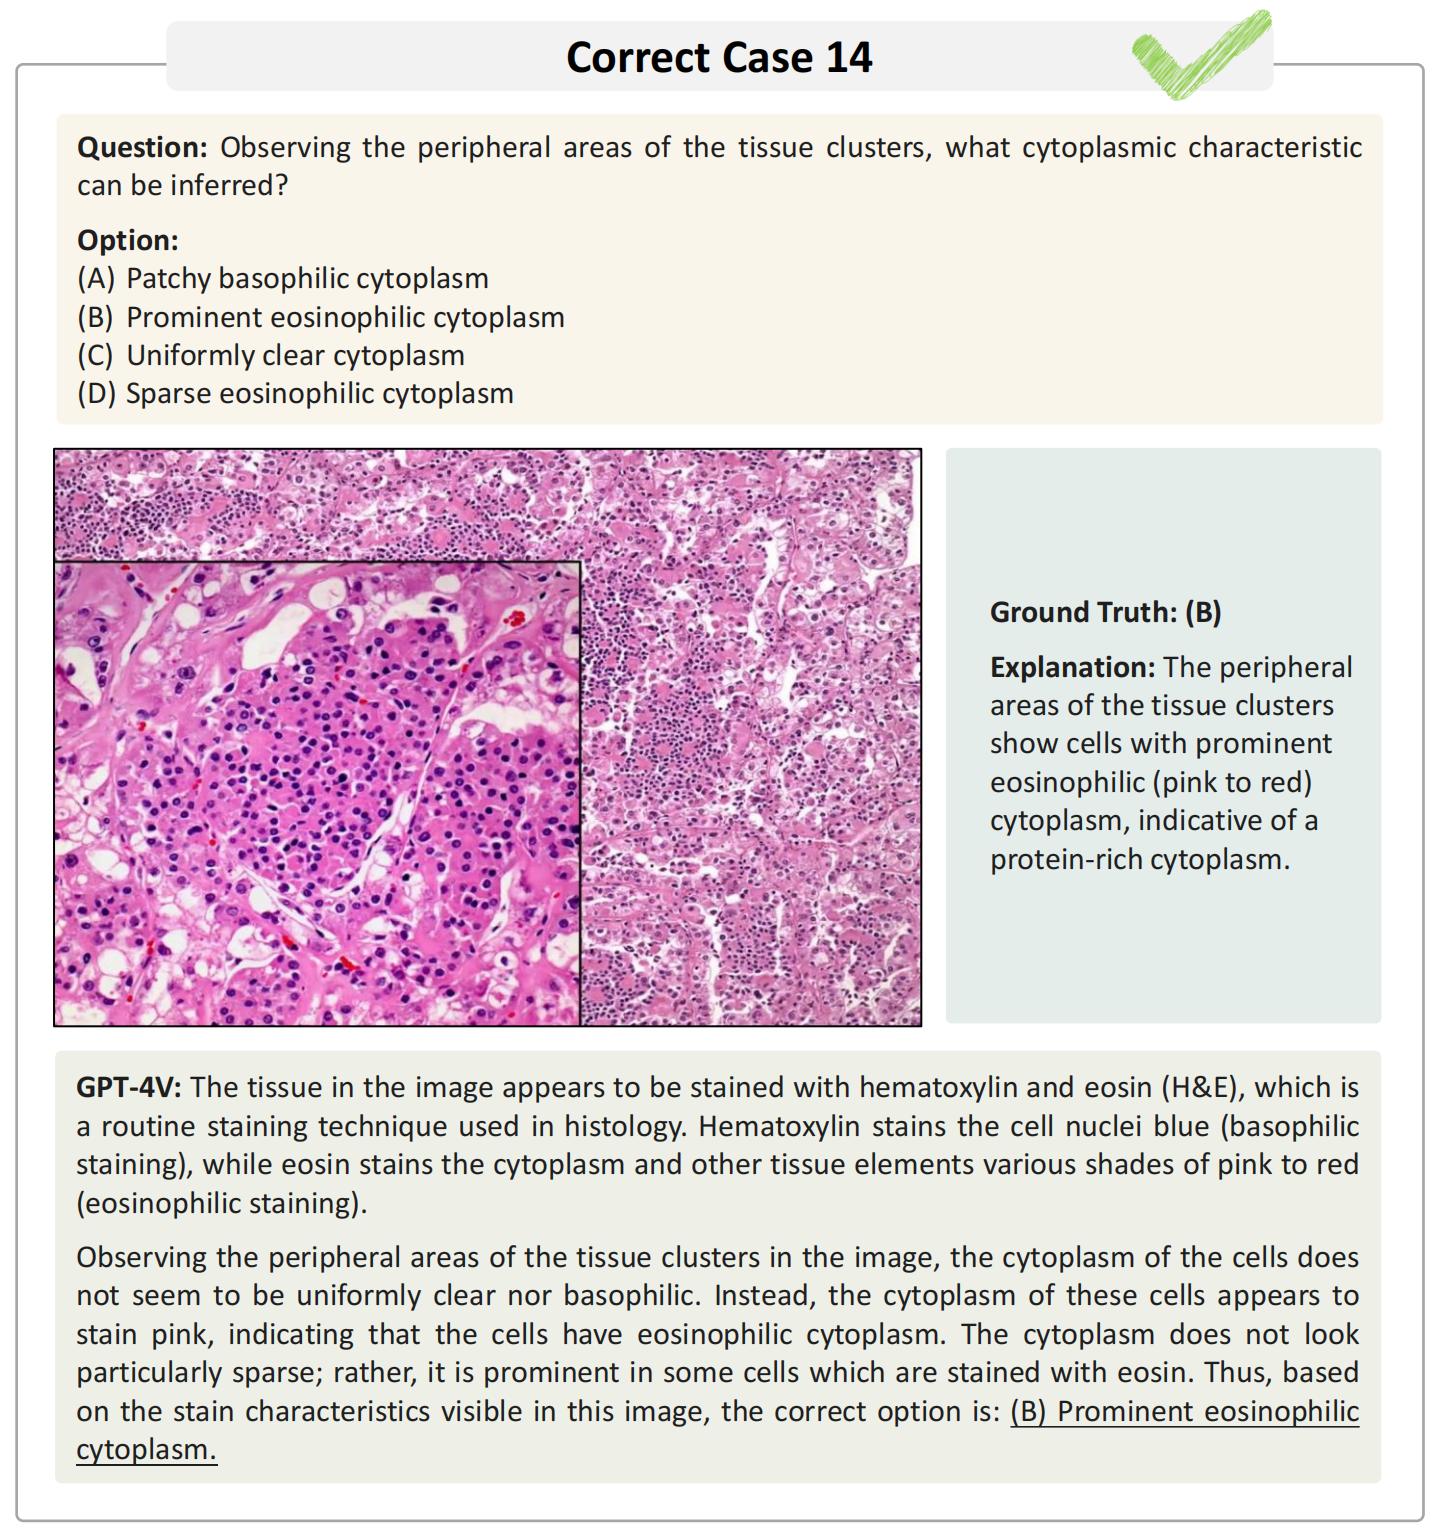 Correct Case 14
Question: Observing the peripheral areas of the tissue clusters, what cytoplasmic characteristic
can be inferred?
Option:
(A) Patchy basophilic cytoplasm
(B) Prominent eosinophilic cytoplasm
(C) Uniformly clear cytoplasm
(D) Sparse eosinophilic cytoplasm
Ground Truth: (B)
Explanation: The peripheral
areas of the tissue clusters
show cells with prominent
eosinophilic (pink to red)
cytoplasm, indicative of a
protein-rich cytoplasm.
GPT-4V: The tissue in the image appears to be stained with hematoxylin and eosin (H&E), which is
a routine staining technique used in histology. Hematoxylin stains the cell nuclei blue (basophilic
staining), while eosin stains the cytoplasm and other tissue elements various shades of pink to red
(eosinophilic staining).
Observing the peripheral areas of the tissue clusters in the image, the cytoplasm of the cells does
not seem to be uniformly clear nor basophilic. Instead, the cytoplasm of these cells appears to
stain pink, indicating that the cells have eosinophilic cytoplasm. The cytoplasm does not look
particularly sparse; rather, it is prominent in some cells which are stained with eosin. Thus, based
on the stain characteristics visible in this image, the correct option is: (B) Prominent eosinophilic
cytoplasm.